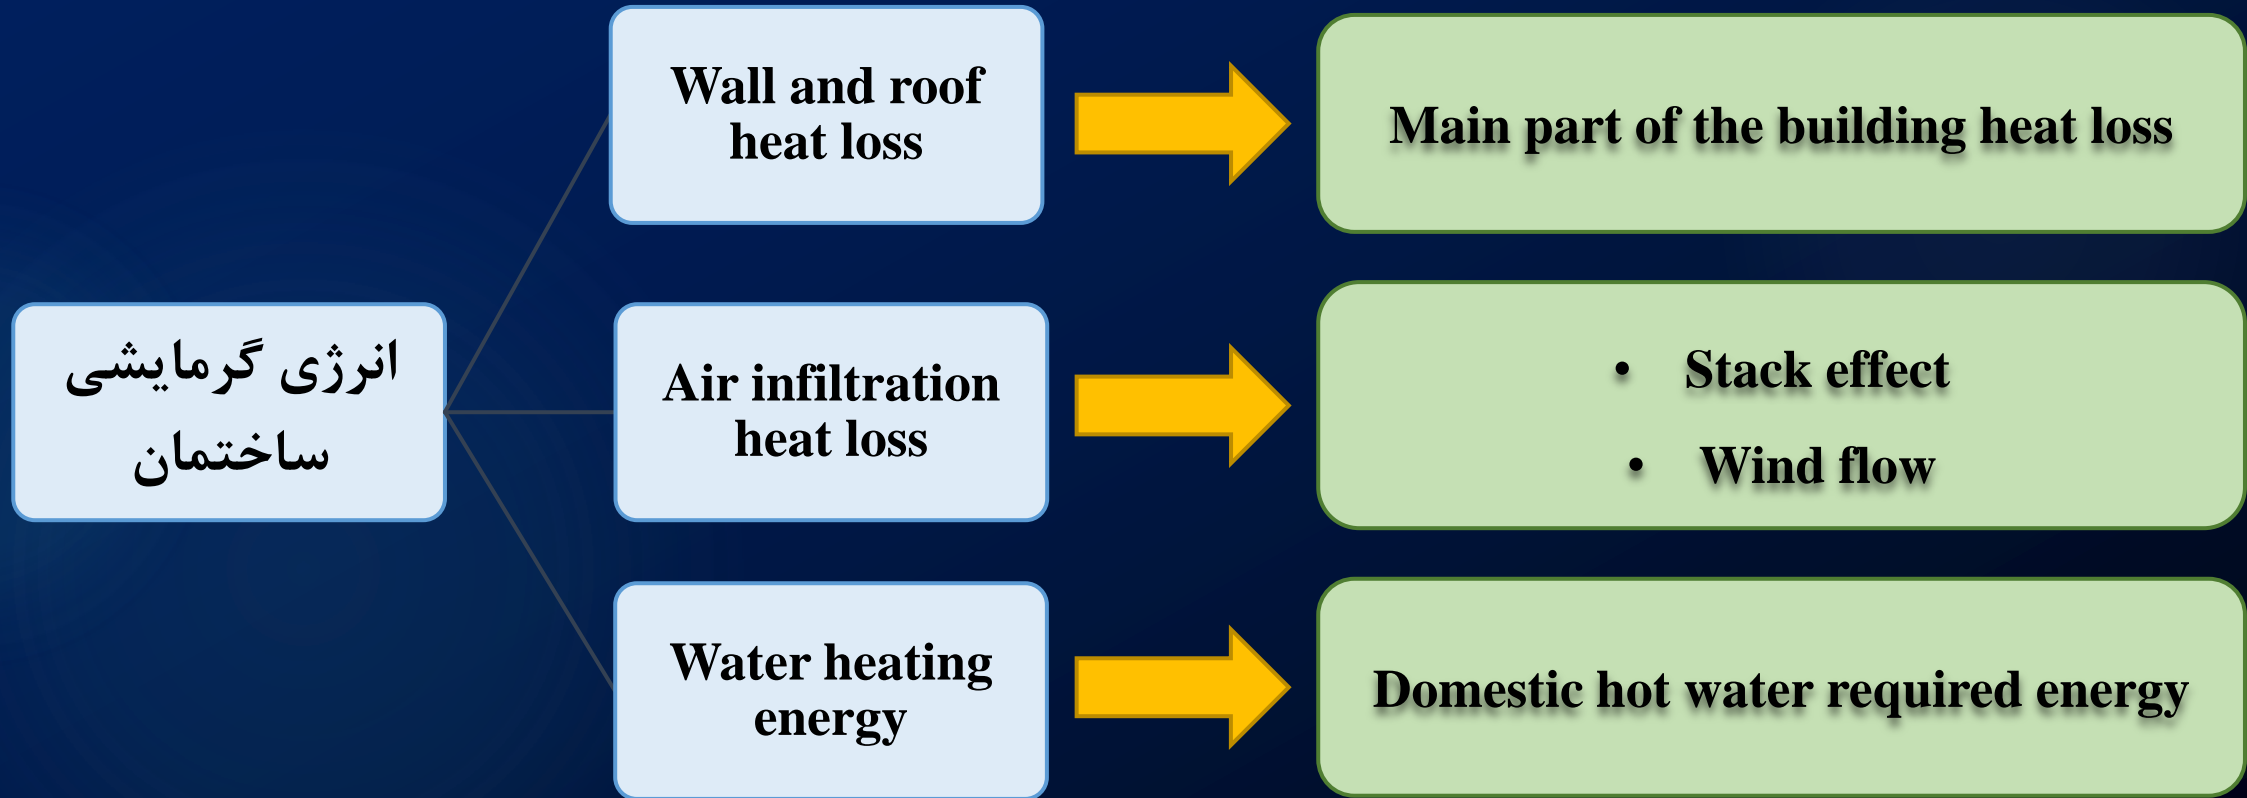 انرژی گرمایشی
ساختمان
Wall and roof
heat loss
Main part of the building heat loss
Air infiltration
heat loss
• Stack effect
• Wind flow
Water heating
energy
Domestic hot water required energy